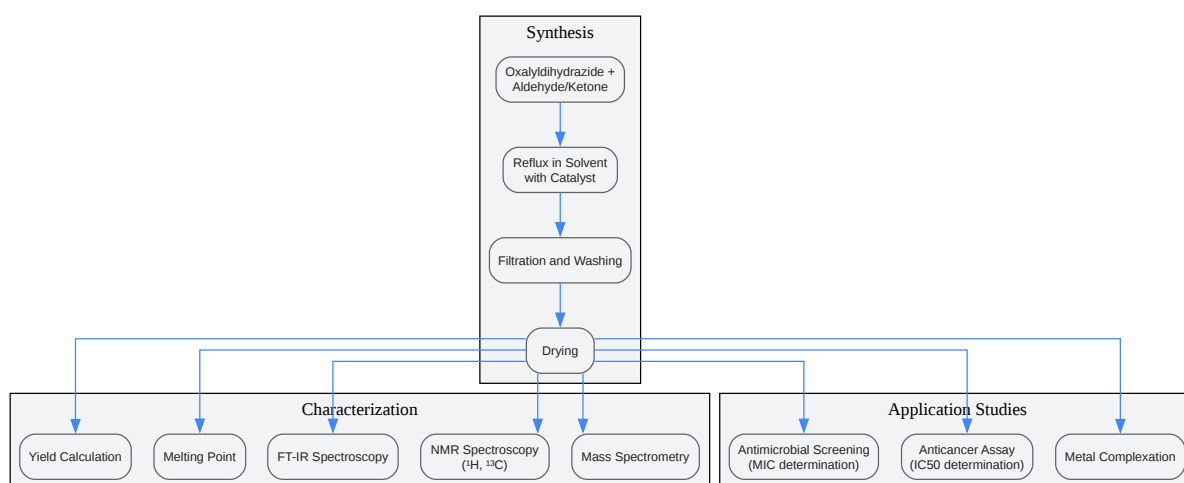 Synthesis
Oxalyldihydrazide +
Aldehyde/Ketone
Reflux in Solvent
with Catalyst
Filtration and Washing
Drying
Characterization
Yield Calculation
Melting Point
FT-IR Spectroscopy
NMR Spectroscopy
(¹H, ¹³C)
Mass Spectrometry
Application Studies
Antimicrobial Screening
(MIC determination)
Anticancer Assay
(IC50 determination)
Metal Complexation